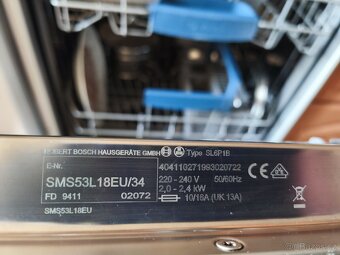 ROBERT BOSCH HAUSGERÄTE GMBH Type SL6P1B
E-Nr. 404110271993020722
SMS53L18EU/34 220 - 240 V 50/60Hz
2,0 - 2,4 kW
FD 9411 02072 10/16A (UK 13A)
SMS53L18EU